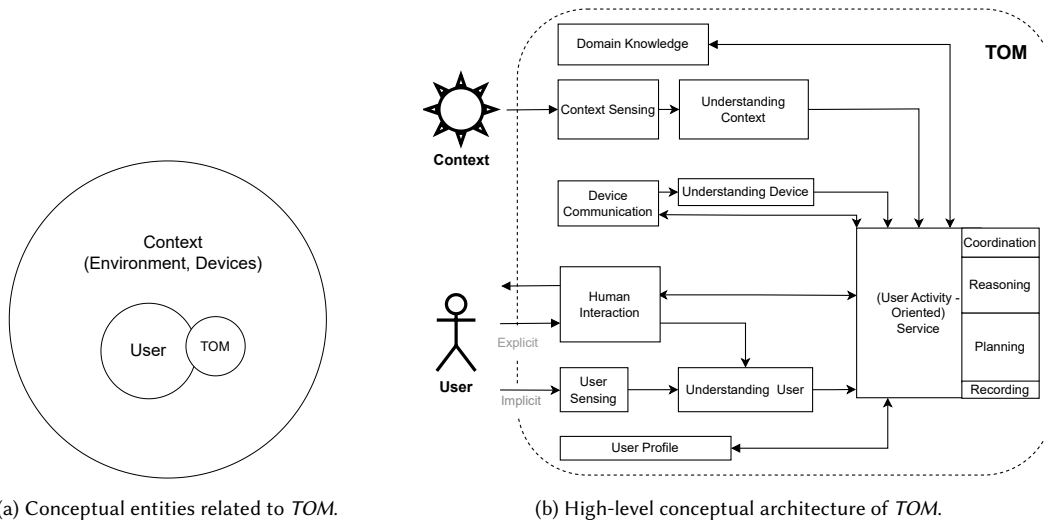 Context
(Environment, Devices)
User
TOM
(a) Conceptual entities related to TOM.
TOM
Domain Knowledge
Context Sensing
Understanding
Context
Context
Device
Communication
Understanding Device
Human
Interaction
Explicit
User
Implicit
User
Sensing
Understanding User
User Profile
(User Activity -
Oriented)
Service
Coordination
Reasoning
Planning
Recording
(b) High-level conceptual architecture of TOM.